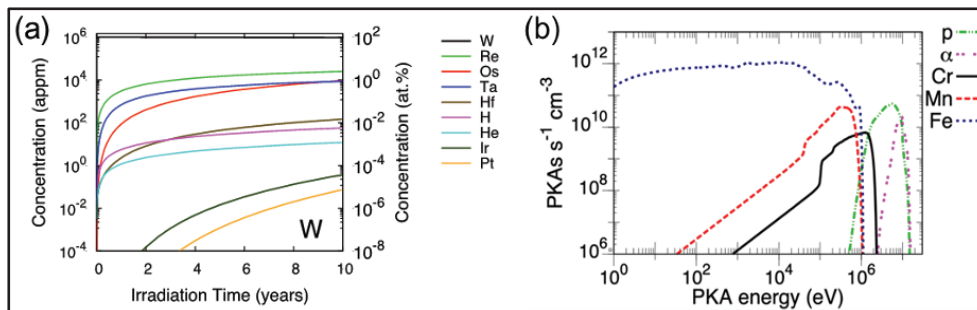 (a)
Concentration (appm)
10^6
10^4
10^2
10^0
10^-2
10^-4
0
2
4
6
8
10
Irradiation Time (years)
W
10^2
10^0
10^-2
10^-4
10^-6
10^-8
Concentration (at.%)
W
Re
Os
Ta
Hf
H
He
Ir
Pt
(b)
PKAs s^-1 cm^-3
10^12
10^10
10^8
10^6
10^0
10^2
10^4
10^6
PKA energy (eV)
p
α
Cr
Mn
Fe